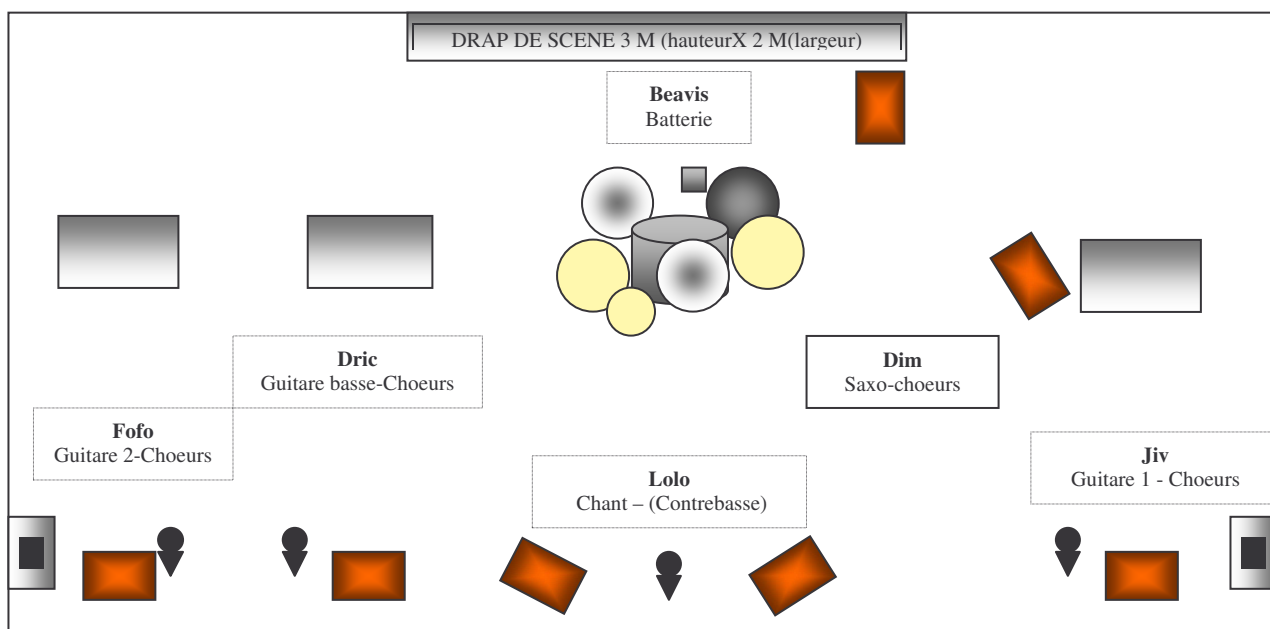 DRAP DE SCENE 3 M (hauteurX 2 M(largeur)
Beavis
Batterie
Dric
Guitare basse-Choeurs
Dim
Saxo-choeurs
Fofo
Guitare 2-Choeurs
Lolo
Chant – (Contrebasse)
Jiv
Guitare 1 - Choeurs